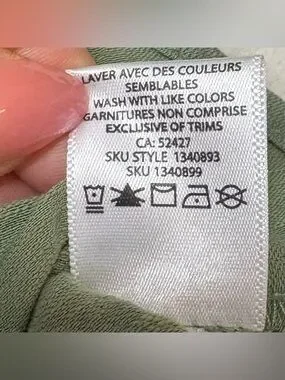 LAVER AVEC DES COULEURS
SEMBLABLES
WASH WITH LIKE COLORS
GARNITURES NON COMPRISE
EXCLUSIVE OF TRIMS
CA: 52427
SKU STYLE 1340893
SKU 1340899